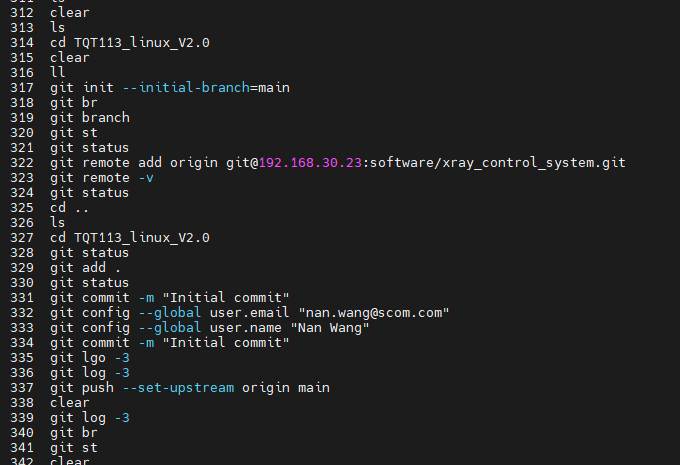 311 ls
312 clear
313 ls
314 cd TQT113_linux_V2.0
315 clear
316 ll
317 git init --initial-branch=main
318 git br
319 git branch
320 git st
321 git status
322 git remote add origin git@192.168.30.23:software/xray_control_system.git
323 git remote -v
324 git status
325 cd ..
326 ls
327 cd TQT113_linux_V2.0
328 git status
329 git add .
330 git status
331 git commit -m "Initial commit"
332 git config --global user.email "nan.wang@scom.com"
333 git config --global user.name "Nan Wang"
334 git commit -m "Initial commit"
335 git lgo -3
336 git log -3
337 git push --set-upstream origin main
338 clear
339 git log -3
340 git br
341 git st
342 clear